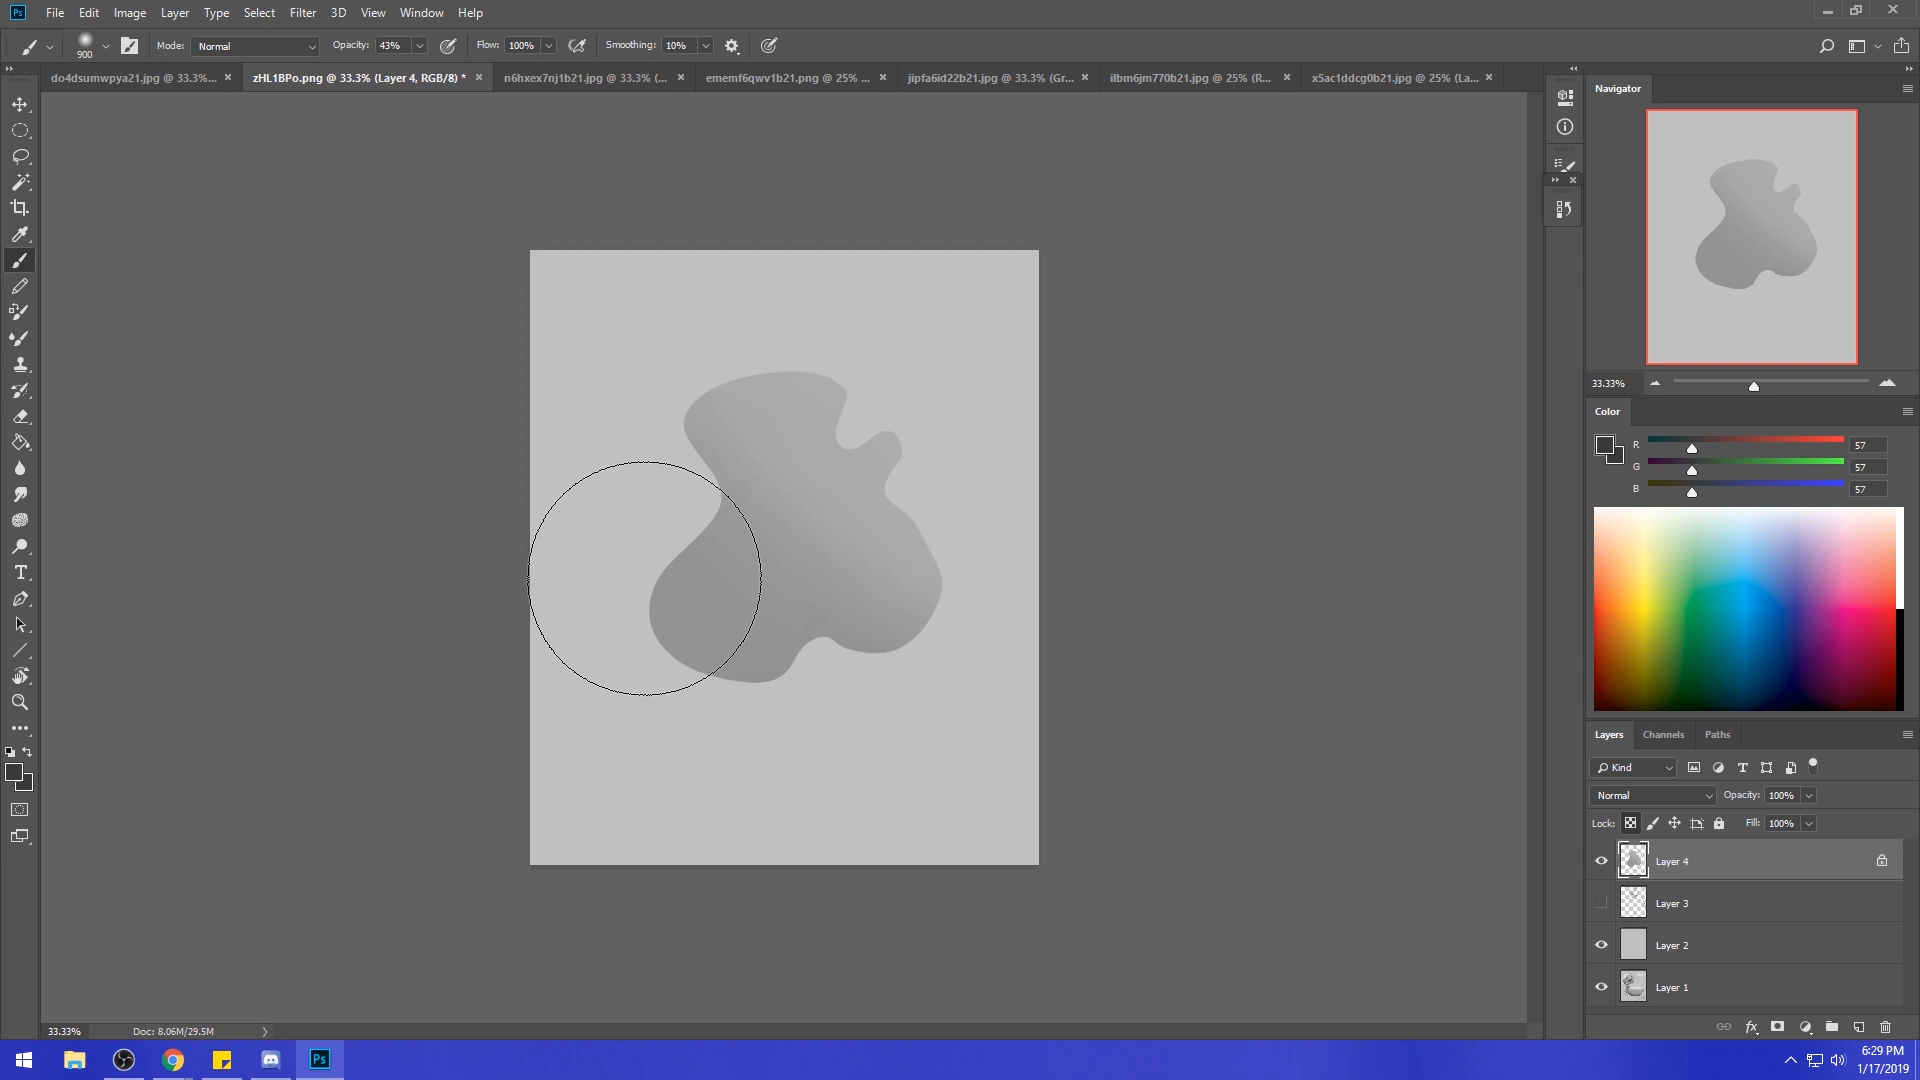 Ps File Edit Image Layer Type Select Filter 3D View Window Help
900 Mode: Normal Opacity: 43% Flow: 100% Smoothing: 10%
do4dsumwpya21.jpg @ 33.3%... × zHL1BPo.png @ 33.3% (Layer 4, RGB/8) * × n6hxex7nj1b21.jpg @ 33.3% (... × ememf6qwv1b21.png @ 25% ... × jipfa6id22b21.jpg @ 33.3% (Gr... × ilbm6jm770b21.jpg @ 25% (R... × x5ac1ddcg0b21.jpg @ 25% (La... ×
Navigator
33.33%
Color
R 57
G 57
B 57
Layers Channels Paths
Kind
Normal Opacity: 100%
Lock: Fill: 100%
Layer 4
Layer 3
Layer 2
Layer 1
33.33% Doc: 8.06M/29.5M
Ps
6:29 PM
1/17/2019